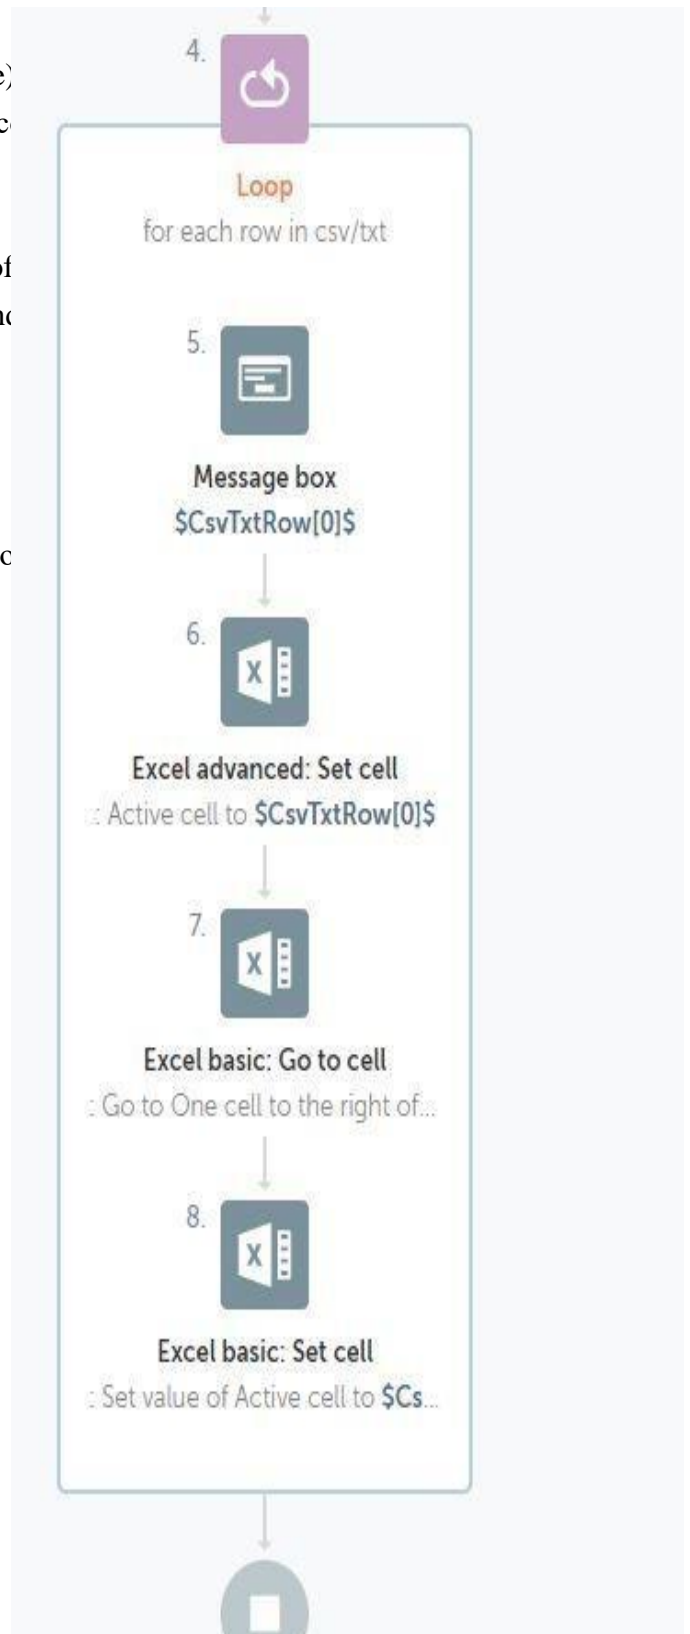 4.
Loop
for each row in csv/txt
5.
Message box
$CsvTxtRow[0]$
6.
Excel advanced: Set cell
: Active cell to $CsvTxtRow[0]$
7.
Excel basic: Go to cell
: Go to One cell to the right of...
8.
Excel basic: Set cell
: Set value of Active cell to $Cs...